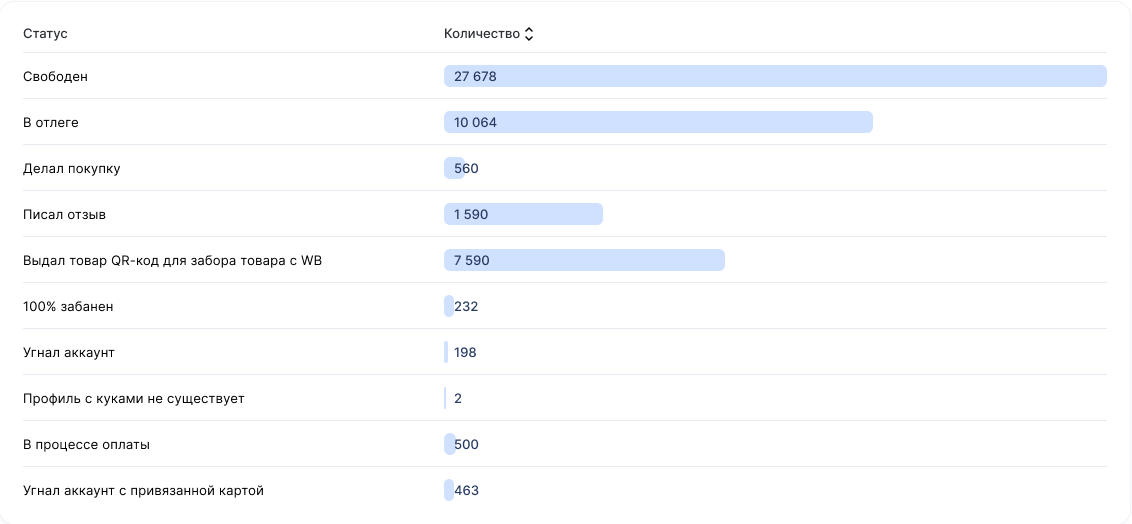 Статус Количество
Свободен 27 678
В отлеге 10 064
Делал покупку 560
Писал отзыв 1 590
Выдал товар QR-код для забора товара с WB 7 590
100% забанен 232
Угнал аккаунт 198
Профиль с куками не существует 2
В процессе оплаты 500
Угнал аккаунт с привязанной картой 463